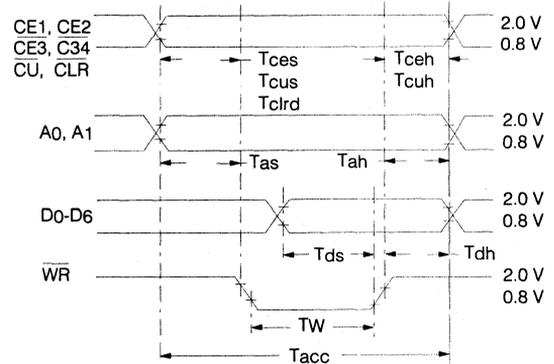 CE1, CE2
2.0 V
CE3, C34
0.8 V
CU, CLR
Tces
Tceh
Tcus
Tcuh
Tclrd
A0, A1
2.0 V
0.8 V
Tas
Tah
D0-D6
2.0 V
0.8 V
Tds
Tdh
WR
2.0 V
0.8 V
TW
Tacc